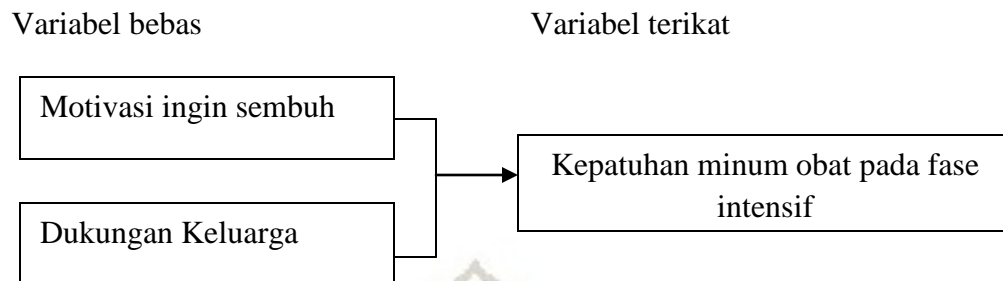 Variabel bebas
Variabel terikat
Motivasi ingin sembuh
Kepatuhan minum obat pada fase
intensif
Dukungan Keluarga